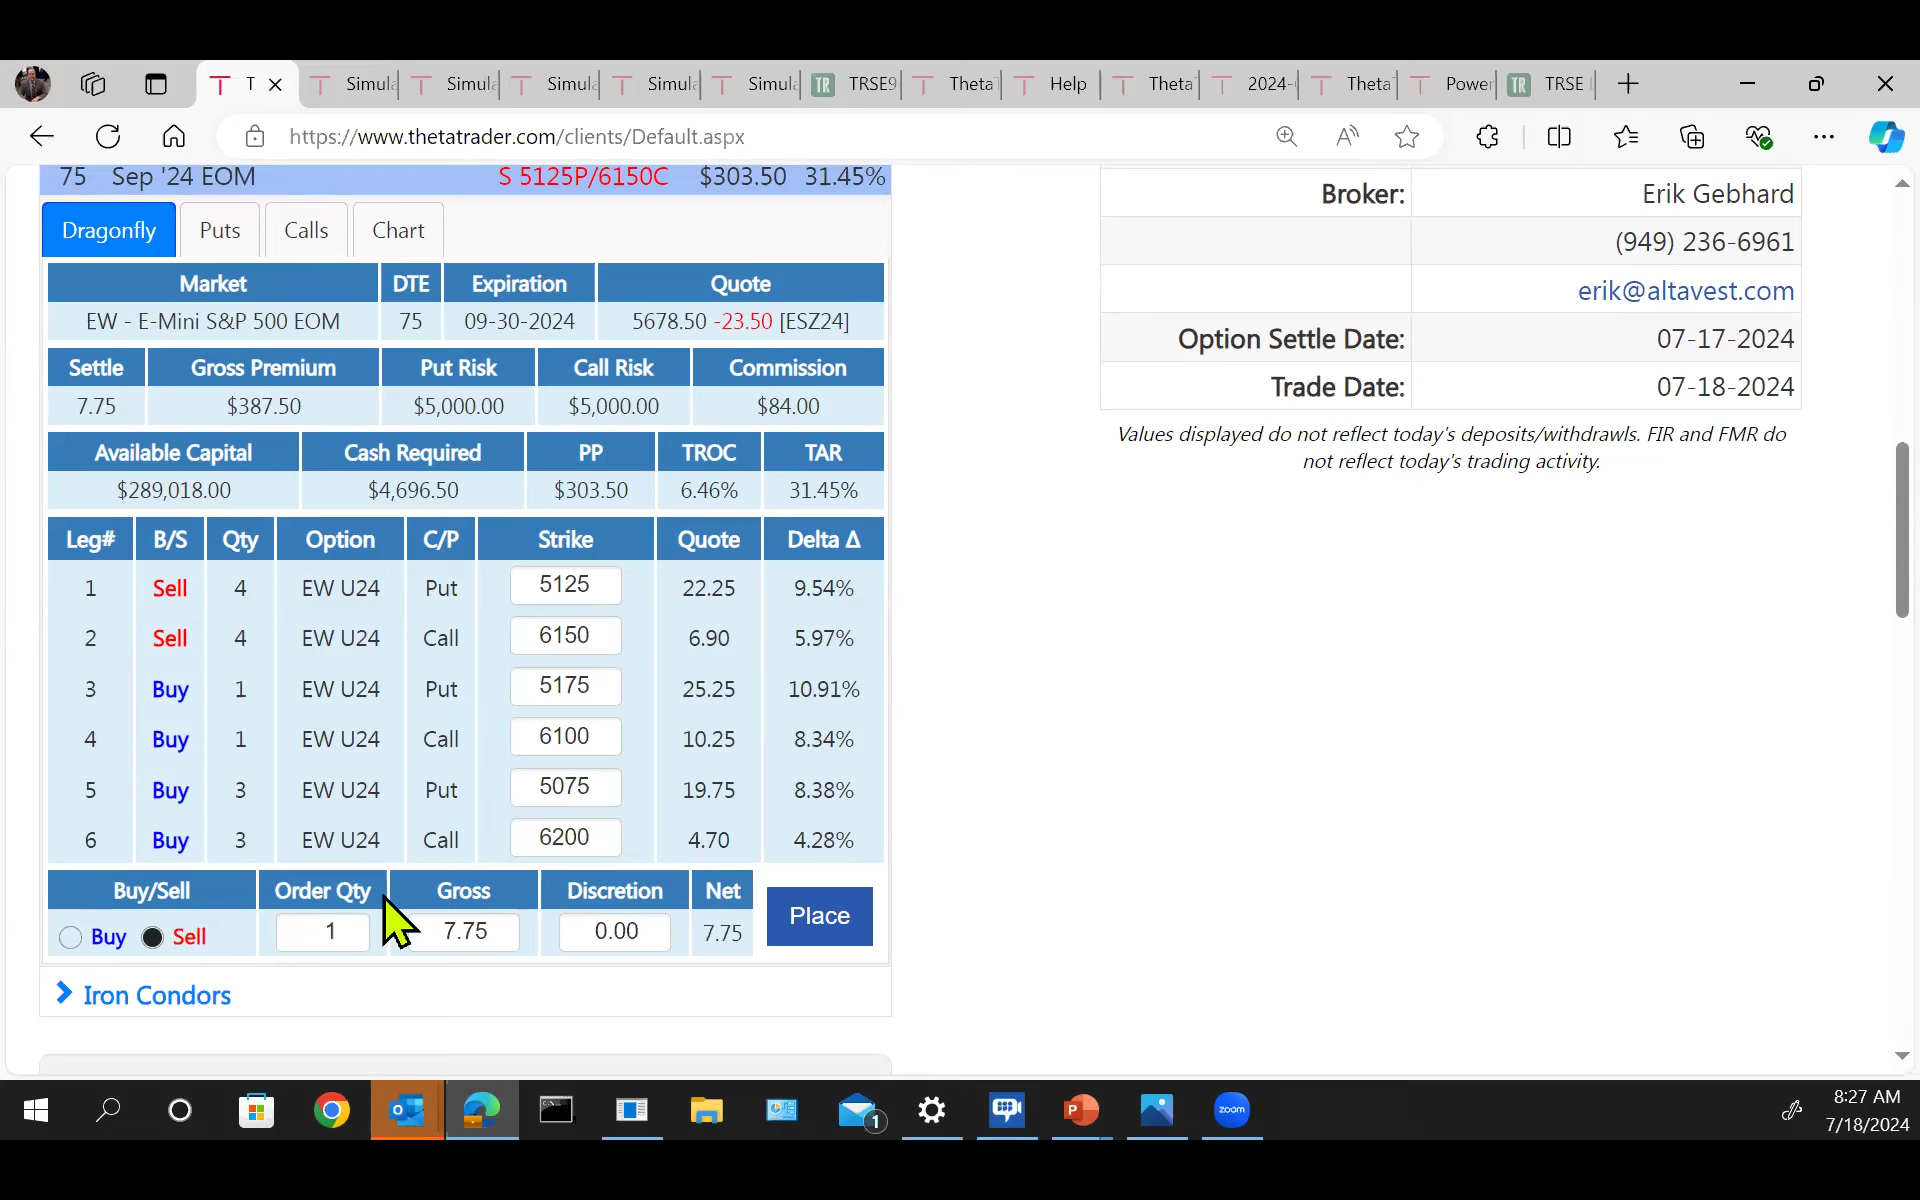 T Simula Simula Simula Simula Simula TRSE9 ThetaT Help ThetaT 2024- ThetaT Power TRSE
https://www.thetatrader.com/clients/Default.aspx
75 Sep '24 EOM S 5125P/6150C $303.50 31.45%
Dragonfly Puts Calls Chart
Market DTE Expiration Quote
EW - E-Mini S&P 500 EOM 75 09-30-2024 5678.50 -23.50 [ESZ24]
Settle Gross Premium Put Risk Call Risk Commission
7.75 $387.50 $5,000.00 $5,000.00 $84.00
Available Capital Cash Required PP TROC TAR
$289,018.00 $4,696.50 $303.50 6.46% 31.45%
Leg# B/S Qty Option C/P Strike Quote Delta Δ
1 Sell 4 EW U24 Put 5125 22.25 9.54%
2 Sell 4 EW U24 Call 6150 6.90 5.97%
3 Buy 1 EW U24 Put 5175 25.25 10.91%
4 Buy 1 EW U24 Call 6100 10.25 8.34%
5 Buy 3 EW U24 Put 5075 19.75 8.38%
6 Buy 3 EW U24 Call 6200 4.70 4.28%
Buy/Sell Order Qty Gross Discretion Net
Buy Sell 1 7.75 0.00 7.75 Place
Iron Condors
Broker: Erik Gebhard
(949) 236-6961
erik@altavest.com
Option Settle Date: 07-17-2024
Trade Date: 07-18-2024
Values displayed do not reflect today's deposits/withdrawls. FIR and FMR do
not reflect today's trading activity.
zoom
1
8:27 AM
7/18/2024